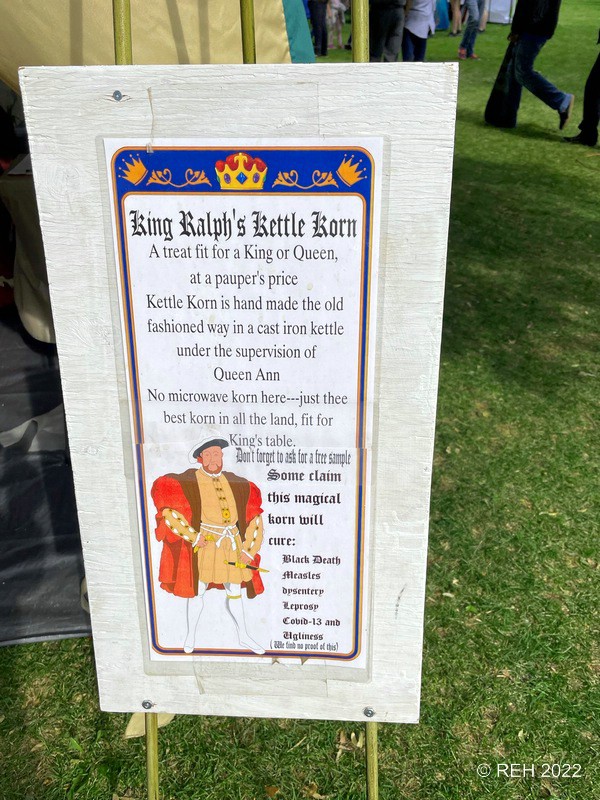 King Ralph's Kettle Korn
A treat fit for a King or Queen,
at a pauper's price
Kettle Korn is hand made the old
fashioned way in a cast iron kettle
under the supervision of
Queen Ann
No microwave korn here---just thee
best korn in all the land, fit for
King's table.
Don't forget to ask for a free sample
Some claim
this magical
korn will
cure:
Black Death
Measles
dysentery
Leprosy
Covid-13 and
Ugliness
( We find no proof of this)
© REH 2022